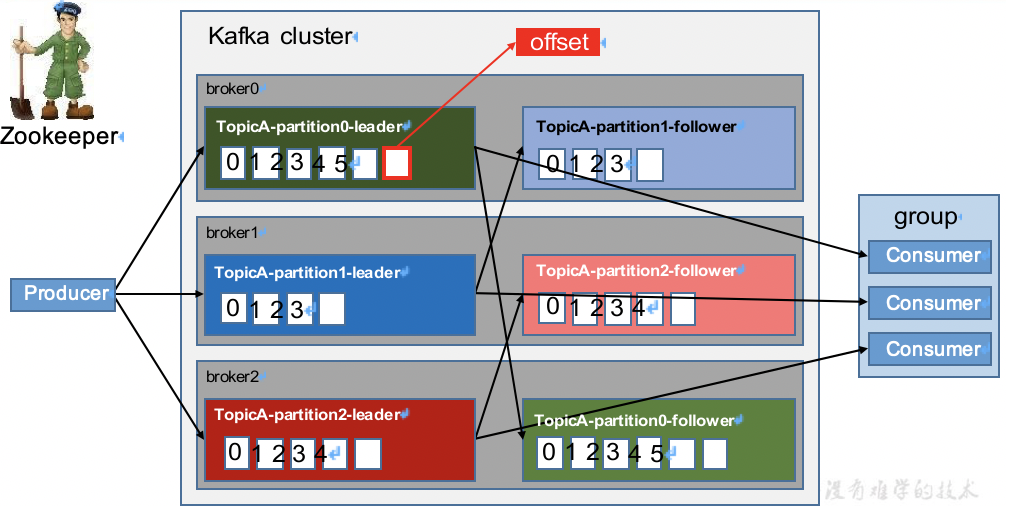 Kafka cluster
offset
Zookeeper
broker0
TopicA-partition0-leader
0 1 2 3 4 5
TopicA-partition1-follower
0 1 2 3
broker1
TopicA-partition1-leader
0 1 2 3
TopicA-partition2-follower
0 1 2 3 4
broker2
TopicA-partition2-leader
0 1 2 3 4
TopicA-partition0-follower
0 1 2 3 4 5
Producer
group
Consumer
Consumer
Consumer
没有难学的技术